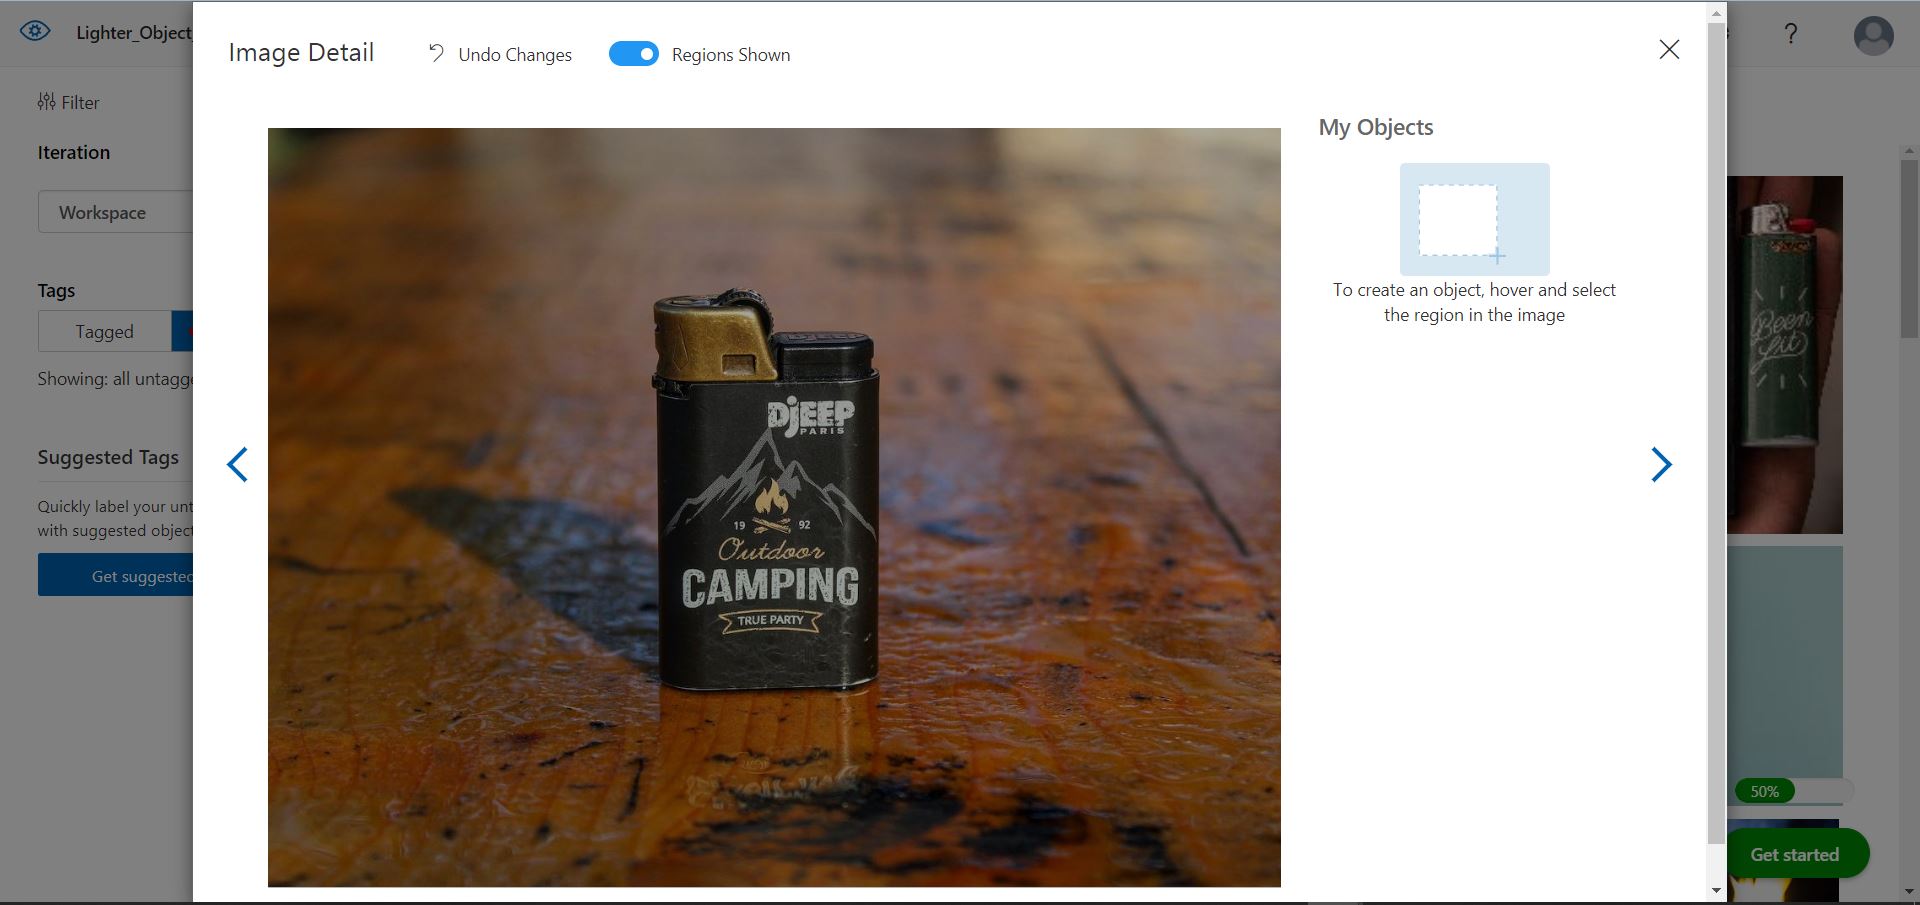 Lighter_Object_
?
Image Detail
Undo Changes
Regions Shown
Filter
Iteration
Workspace
Tags
Tagged
Showing: all untagge
Suggested Tags
Quickly label your unt
with suggested object
Get suggested
DJEEP
PARIS
19 92
Outdoor
CAMPING
TRUE PARTY
My Objects
To create an object, hover and select
the region in the image
Been
Lit
50%
Get started